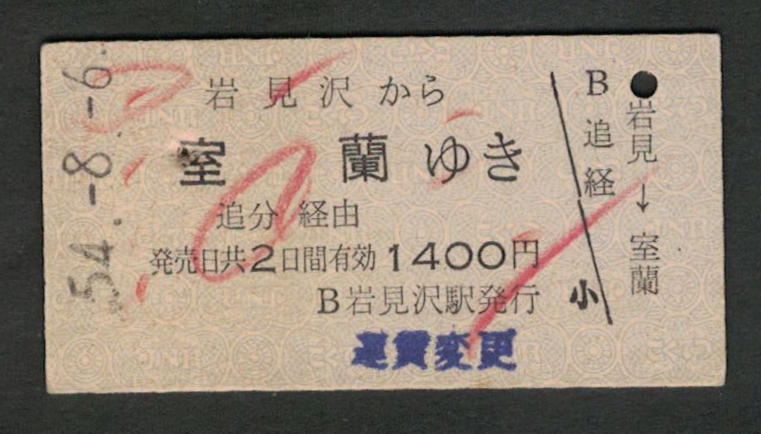 54.-8.-6.
岩見沢から
室蘭ゆき
追分経由
発売日共2日間有効 1400円
B岩見沢駅発行
運賃変更
B追経
小
岩見→室蘭